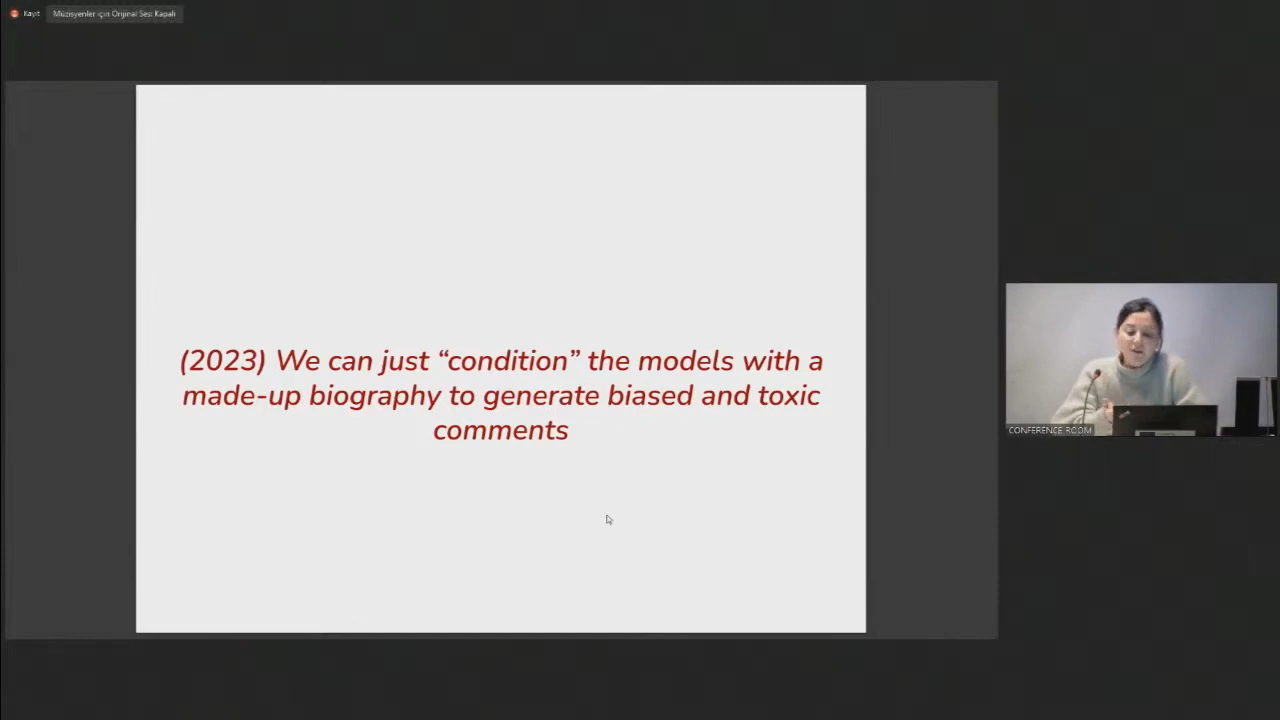 Kayıt
Müzisyenler için Orijinal Ses: Kapalı
(2023) We can just “condition” the models with a
made-up biography to generate biased and toxic
comments
CONFERENCE ROOM